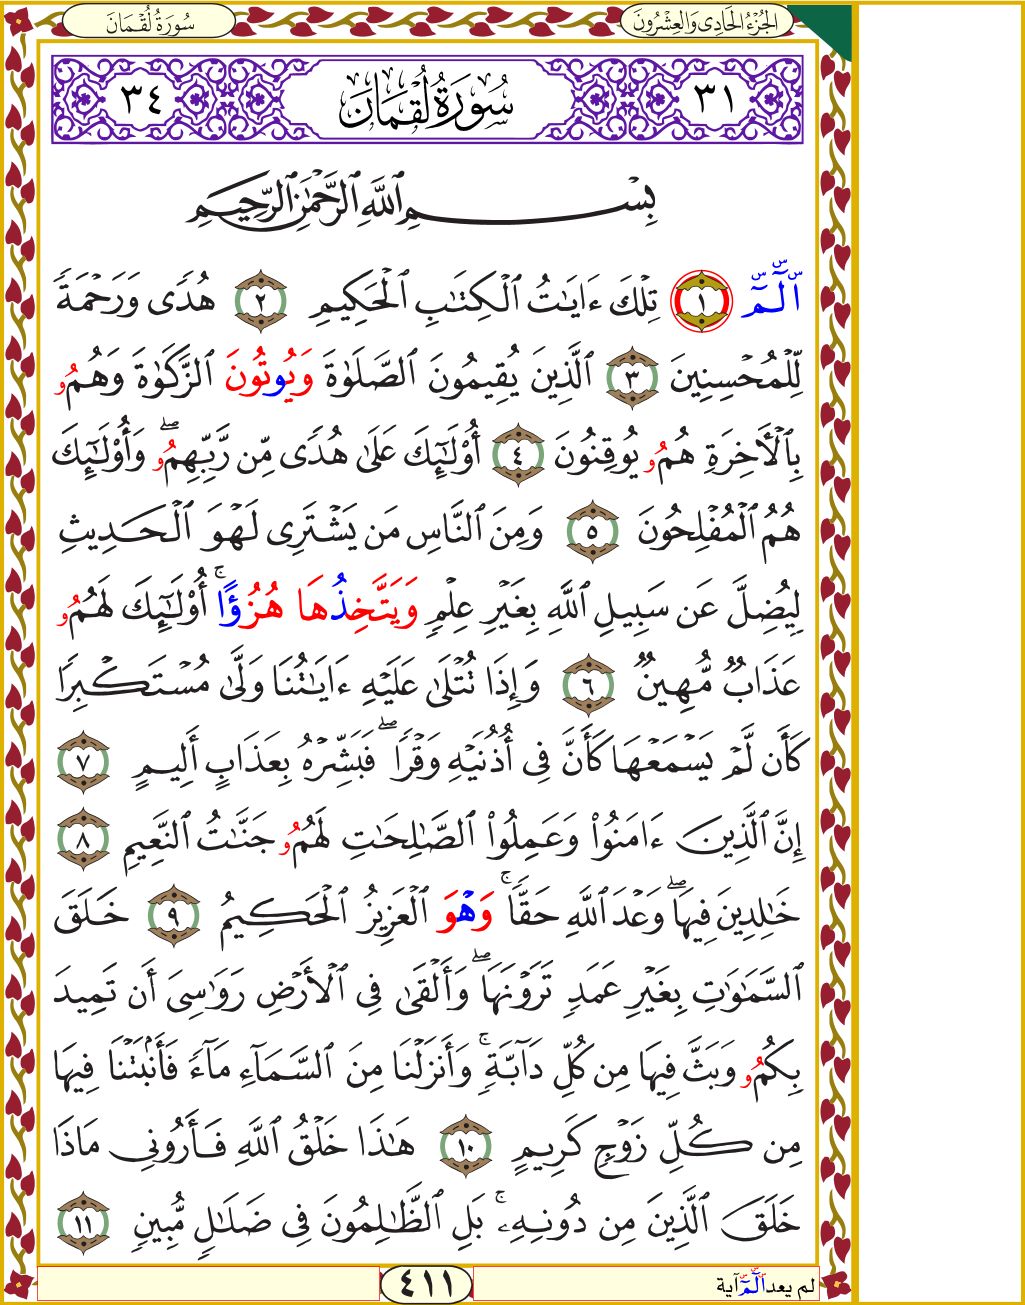 الجُزْءُ الحَادِى وَالعِشْرُونَ
سُورَةُ لُقْمَانَ
٣١ سُورَةُ لُقْمَانَ ٣٤
بِسْمِ ٱللَّهِ ٱلرَّحْمَٰنِ ٱلرَّحِيمِ
الٓمٓ ١ تِلْكَ ءَايَٰتُ ٱلْكِتَٰبِ ٱلْحَكِيمِ ٢ هُدًى وَرَحْمَةً
لِّلْمُحْسِنِينَ ٣ ٱلَّذِينَ يُقِيمُونَ ٱلصَّلَوٰةَ وَيُوتُونَ ٱلزَّكَوٰةَ وَهُمُو
بِٱلْأَخِرَةِ هُمُو يُوقِنُونَ ٤ أُوْلَٰٓئِكَ عَلَىٰ هُدًى مِّن رَّبِّهِمُو ۖ وَأُوْلَٰٓئِكَ
هُمُ ٱلْمُفْلِحُونَ ٥ وَمِنَ ٱلنَّاسِ مَن يَشْتَرِى لَهْوَ ٱلْحَدِيثِ
لِيُضِلَّ عَن سَبِيلِ ٱللَّهِ بِغَيْرِ عِلْمٍ وَيَتَّخِذُهَا هُزُؤًا ۚ أُوْلَٰٓئِكَ لَهُمُو
عَذَابٌ مُّهِينٌ ٦ وَإِذَا تُتْلَىٰ عَلَيْهِ ءَايَٰتُنَا وَلَّىٰ مُسْتَكْبِرًا
كَأَن لَّمْ يَسْمَعْهَا كَأَنَّ فِى أُذُنَيْهِ وَقْرًا ۖ فَبَشِّرْهُ بِعَذَابٍ أَلِيمٍ ٧
إِنَّ ٱلَّذِينَ ءَامَنُوا۟ وَعَمِلُوا۟ ٱلصَّٰلِحَٰتِ لَهُمُو جَنَّٰتُ ٱلنَّعِيمِ ٨
خَٰلِدِينَ فِيهَا ۖ وَعْدَ ٱللَّهِ حَقًّا ۚ وَهْوَ ٱلْعَزِيزُ ٱلْحَكِيمُ ٩ خَلَقَ
ٱلسَّمَٰوَٰتِ بِغَيْرِ عَمَدٍ تَرَوْنَهَا ۖ وَأَلْقَىٰ فِى ٱلْأَرْضِ رَوَٰسِىَ أَن تَمِيدَ
بِكُمُو وَبَثَّ فِيهَا مِن كُلِّ دَآبَّةٍ ۚ وَأَنزَلْنَا مِنَ ٱلسَّمَآءِ مَآءً فَأَنۢبَتْنَا فِيهَا
مِن كُلِّ زَوْجٍ كَرِيمٍ ١٠ هَٰذَا خَلْقُ ٱللَّهِ فَأَرُونِى مَاذَا
خَلَقَ ٱلَّذِينَ مِن دُونِهِۦ ۚ بَلِ ٱلظَّٰلِمُونَ فِى ضَلَٰلٍ مُّبِينٍ ١١
لم يعد الٓمٓ آية
٤١١